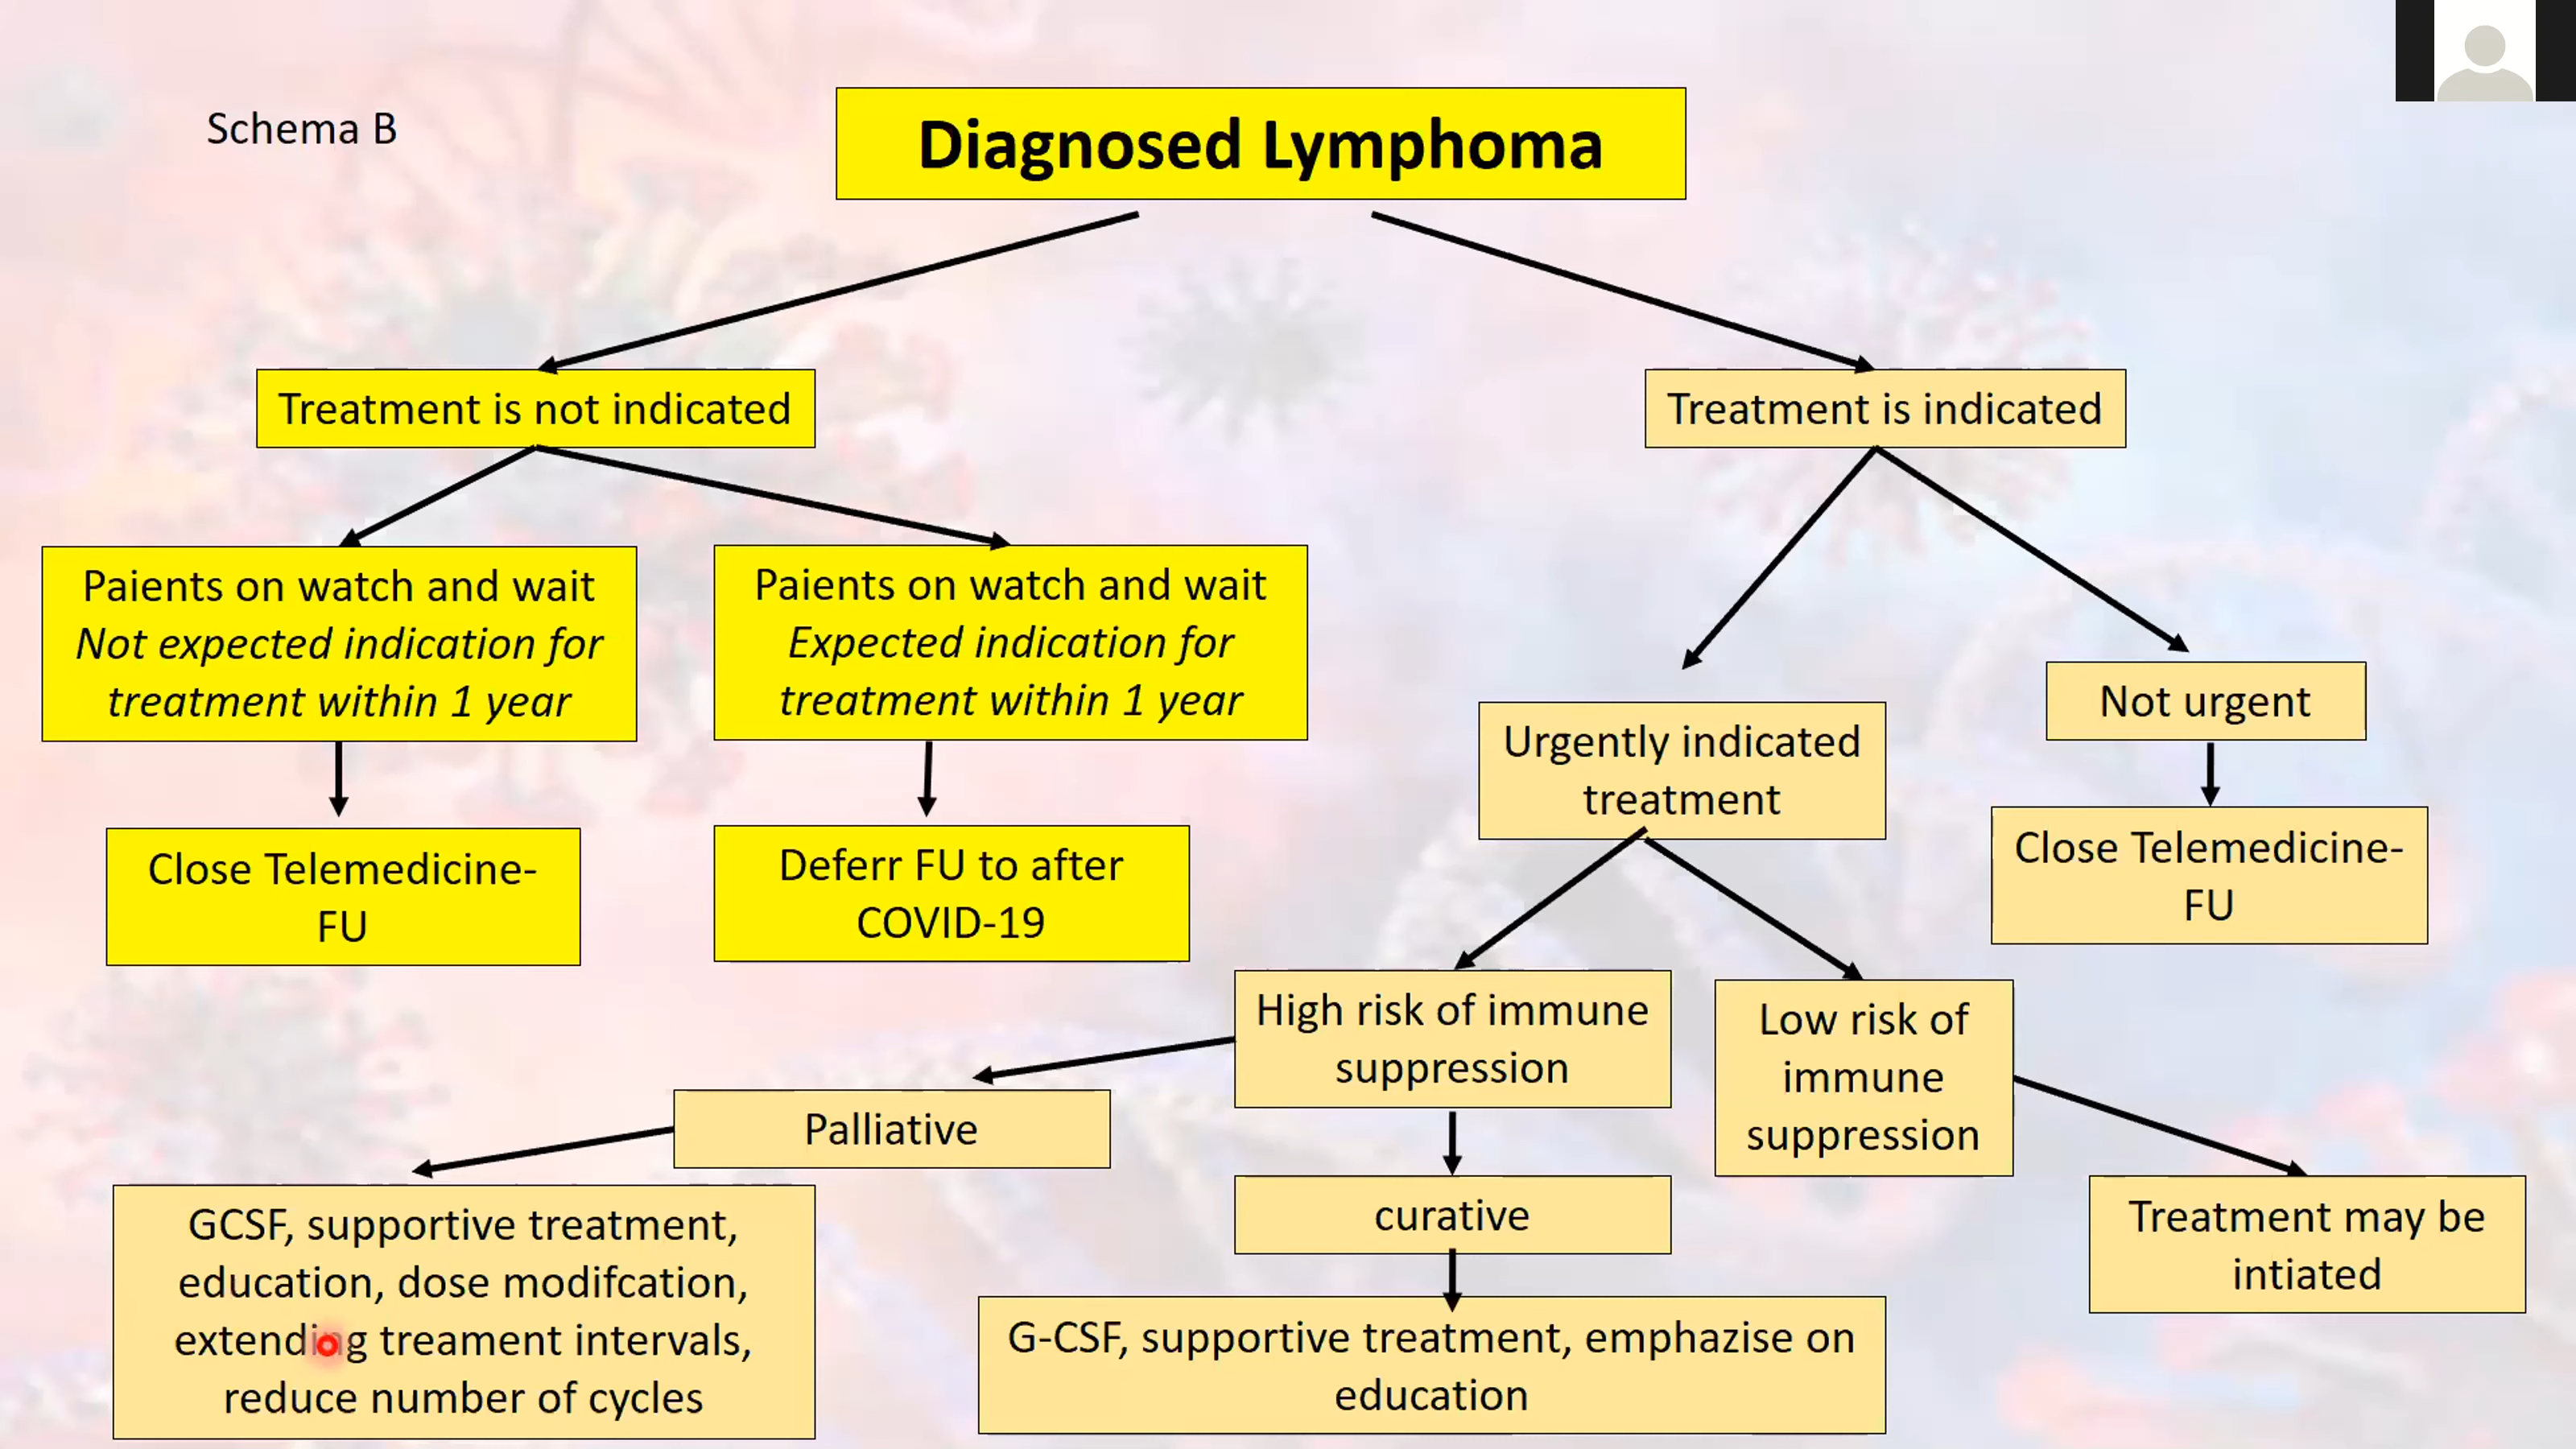 Schema B
Diagnosed Lymphoma
Treatment is not indicated
Treatment is indicated
Paients on watch and wait
Not expected indication for
treatment within 1 year
Paients on watch and wait
Expected indication for
treatment within 1 year
Urgently indicated
treatment
Not urgent
Close Telemedicine-
FU
Deferr FU to after
COVID-19
Close Telemedicine-
FU
High risk of immune
suppression
Low risk of
immune
suppression
Palliative
curative
Treatment may be
intiated
GCSF, supportive treatment,
education, dose modifcation,
extending treament intervals,
reduce number of cycles
G-CSF, supportive treatment, emphazise on
education